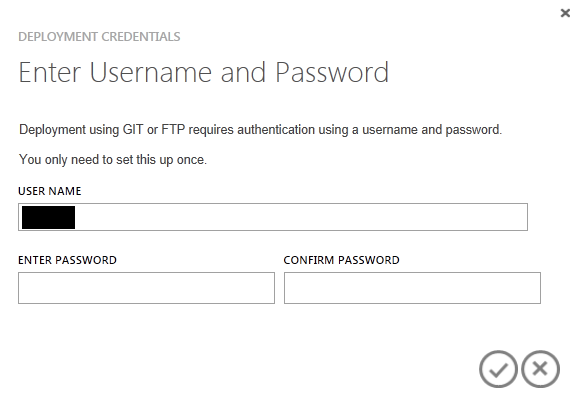 DEPLOYMENT CREDENTIALS
Enter Username and Password
Deployment using GIT or FTP requires authentication using a username and password.
You only need to set this up once.
USER NAME
ENTER PASSWORD CONFIRM PASSWORD